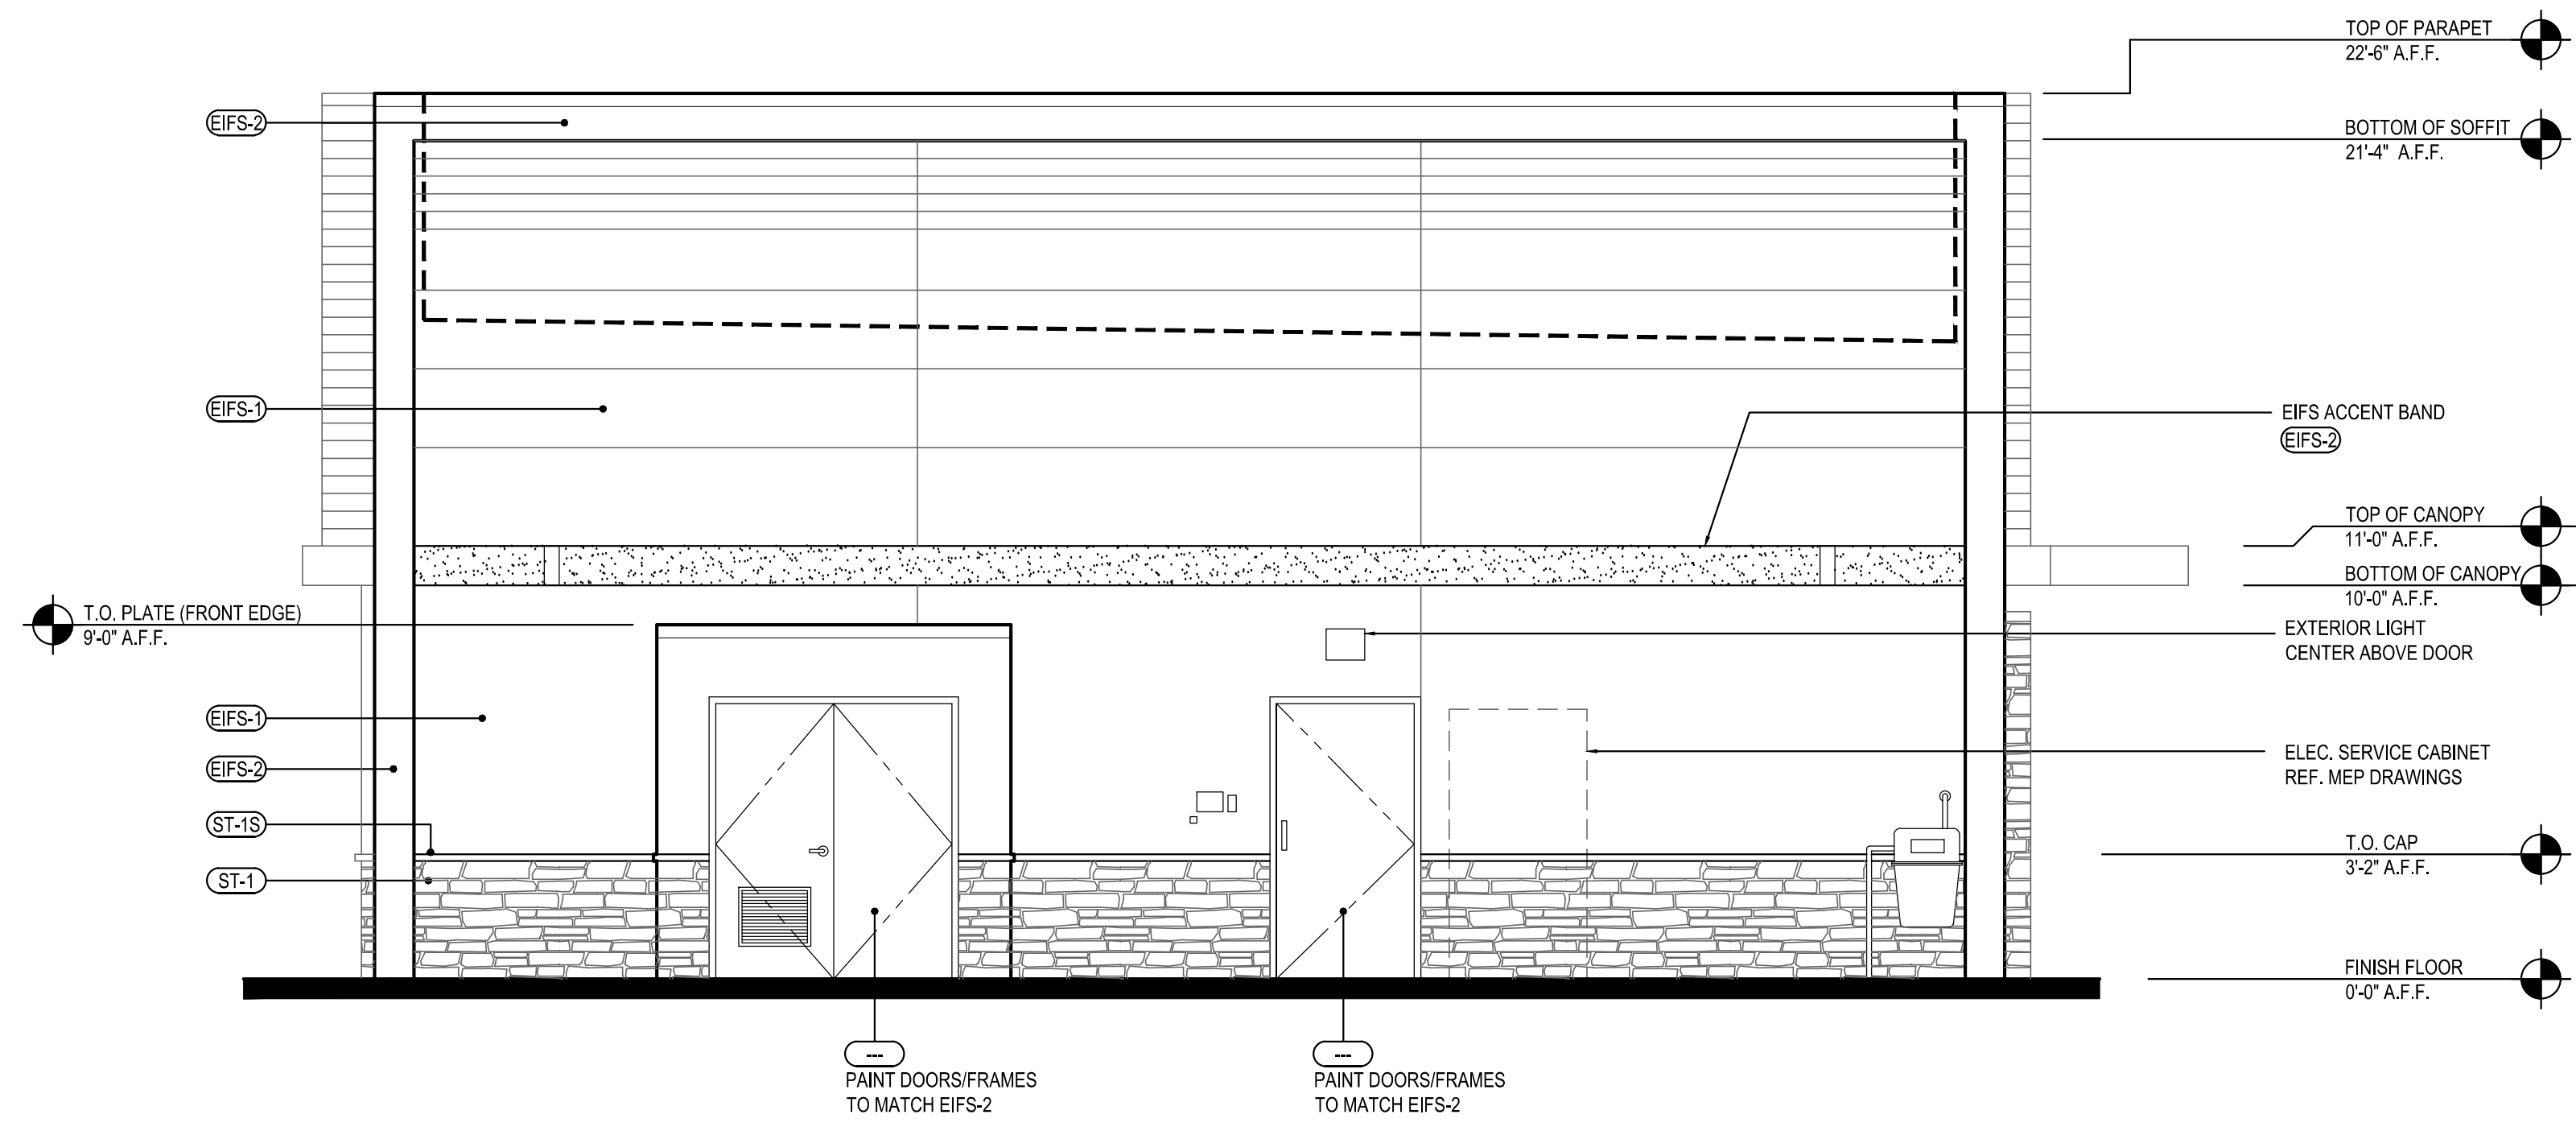 TOP OF PARAPET
22'-6" A.F.F.
EIFS-2
BOTTOM OF SOFFIT
21'-4" A.F.F.
EIFS-1
EIFS ACCENT BAND
EIFS-2
TOP OF CANOPY
11'-0" A.F.F.
BOTTOM OF CANOPY
10'-0" A.F.F.
T.O. PLATE (FRONT EDGE)
9'-0" A.F.F.
EXTERIOR LIGHT
CENTER ABOVE DOOR
EIFS-1
ELEC. SERVICE CABINET
REF. MEP DRAWINGS
EIFS-2
ST-1S
T.O. CAP
3'-2" A.F.F.
ST-1
FINISH FLOOR
0'-0" A.F.F.
---
PAINT DOORS/FRAMES
TO MATCH EIFS-2
---
PAINT DOORS/FRAMES
TO MATCH EIFS-2